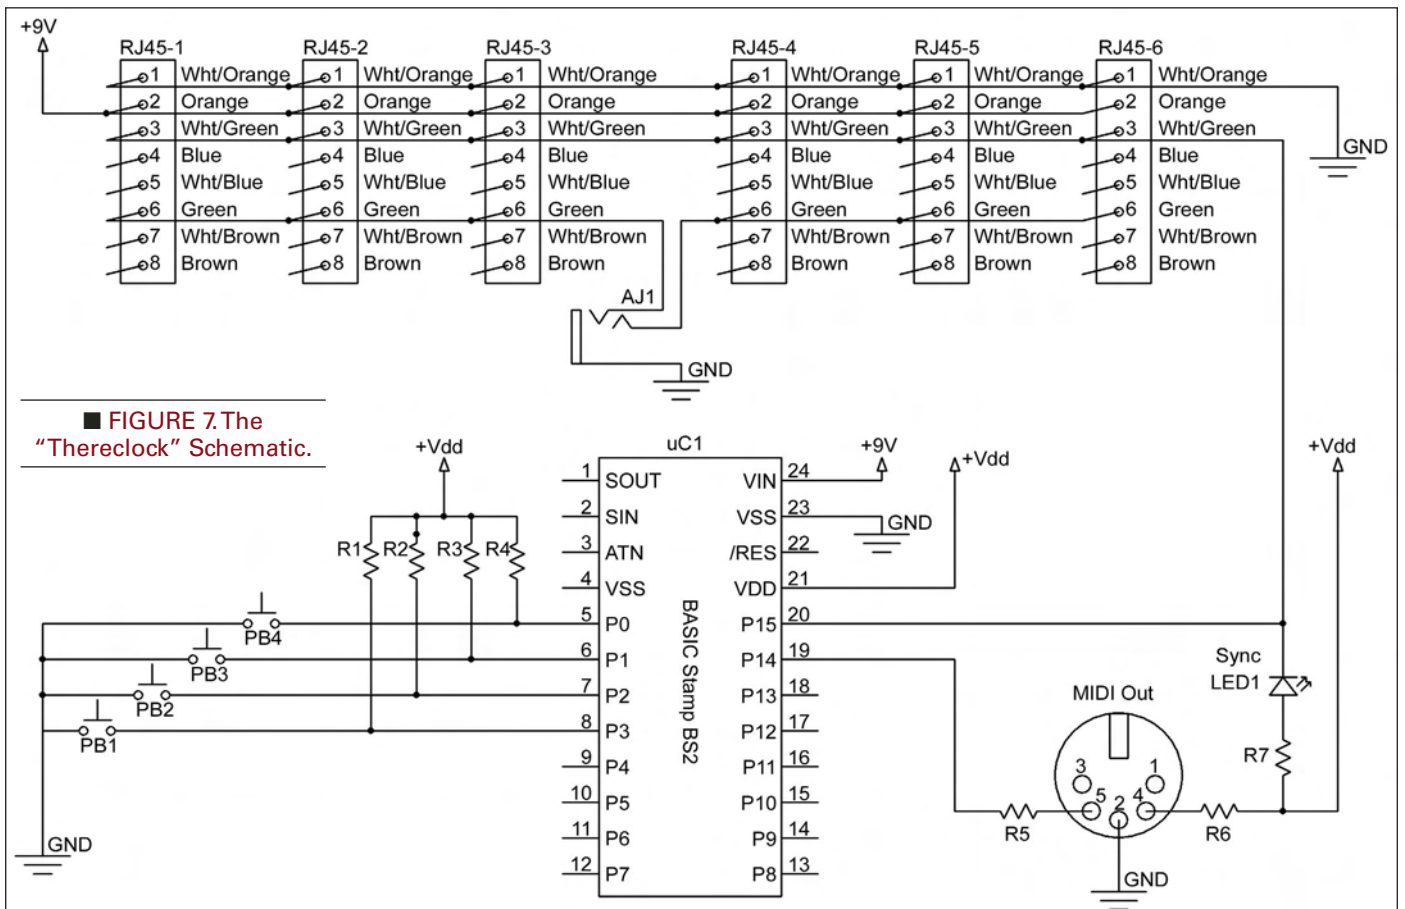 +9V
RJ45-1 RJ45-2 RJ45-3 RJ45-4 RJ45-5 RJ45-6
1 Wht/Orange 1 Wht/Orange 1 Wht/Orange 1 Wht/Orange 1 Wht/Orange 1 Wht/Orange
2 Orange 2 Orange 2 Orange 2 Orange 2 Orange 2 Orange
3 Wht/Green 3 Wht/Green 3 Wht/Green 3 Wht/Green 3 Wht/Green 3 Wht/Green
4 Blue 4 Blue 4 Blue 4 Blue 4 Blue 4 Blue
GND
5 Wht/Blue 5 Wht/Blue 5 Wht/Blue 5 Wht/Blue 5 Wht/Blue 5 Wht/Blue
6 Green 6 Green 6 Green 6 Green 6 Green 6 Green
7 Wht/Brown 7 Wht/Brown 7 Wht/Brown 7 Wht/Brown 7 Wht/Brown 7 Wht/Brown
8 Brown 8 Brown 8 Brown 8 Brown 8 Brown 8 Brown
AJ1
GND
■ FIGURE 7. The
“Thereclock” Schematic.
+Vdd
uC1
+9V
+Vdd
+Vdd
1 SOUT VIN 24
2 SIN VSS 23
GND
3 ATN /RES 22
R1 R2 R3 R4
4 VSS VDD 21
5 P0 P15 20
PB4
6 P1 P14 19
PB3
7 P2 P13 18
PB2
8 P3 P12 17
PB1
9 P4 P11 16
10 P5 P10 15
11 P6 P9 14
12 P7 P8 13
BASIC Stamp BS2
GND
Sync
LED1
MIDI Out
R7
3 1
5 2 4
R5 R6
GND